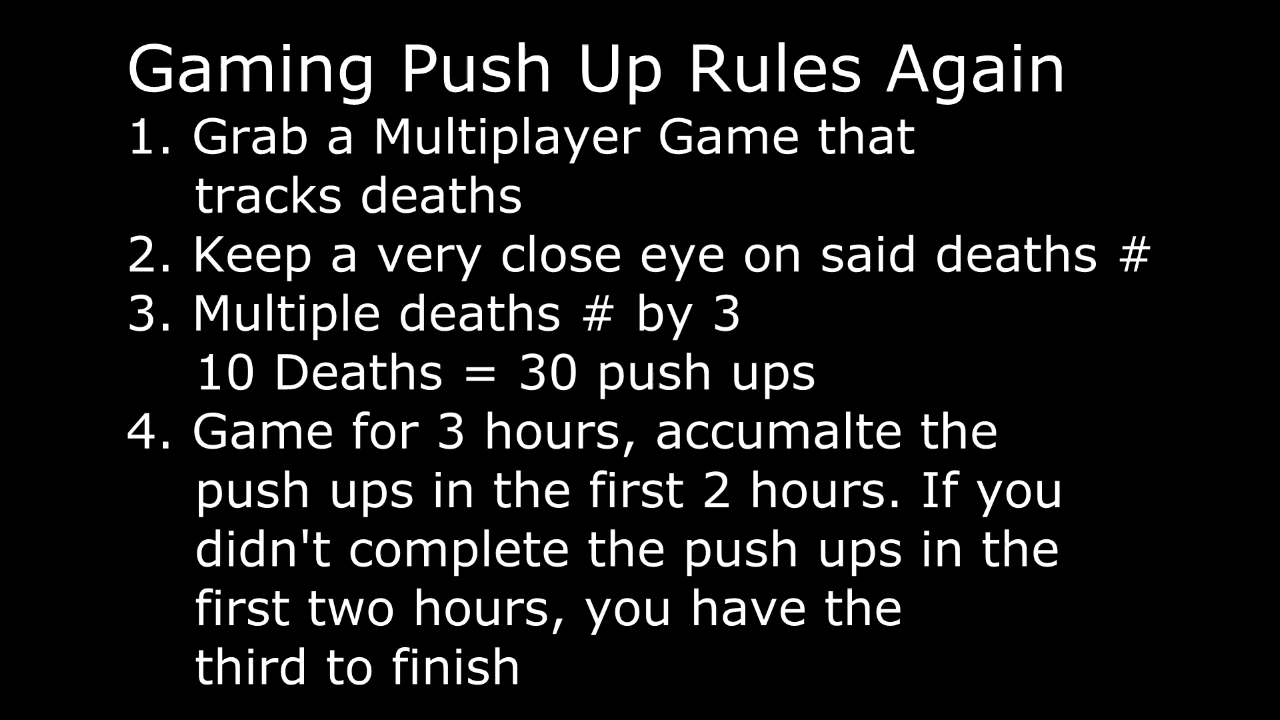 Gaming Push Up Rules Again
1. Grab a Multiplayer Game that
tracks deaths
2. Keep a very close eye on said deaths #
3. Multiple deaths # by 3
10 Deaths = 30 push ups
4. Game for 3 hours, accumalte the
push ups in the first 2 hours. If you
didn't complete the push ups in the
first two hours, you have the
third to finish